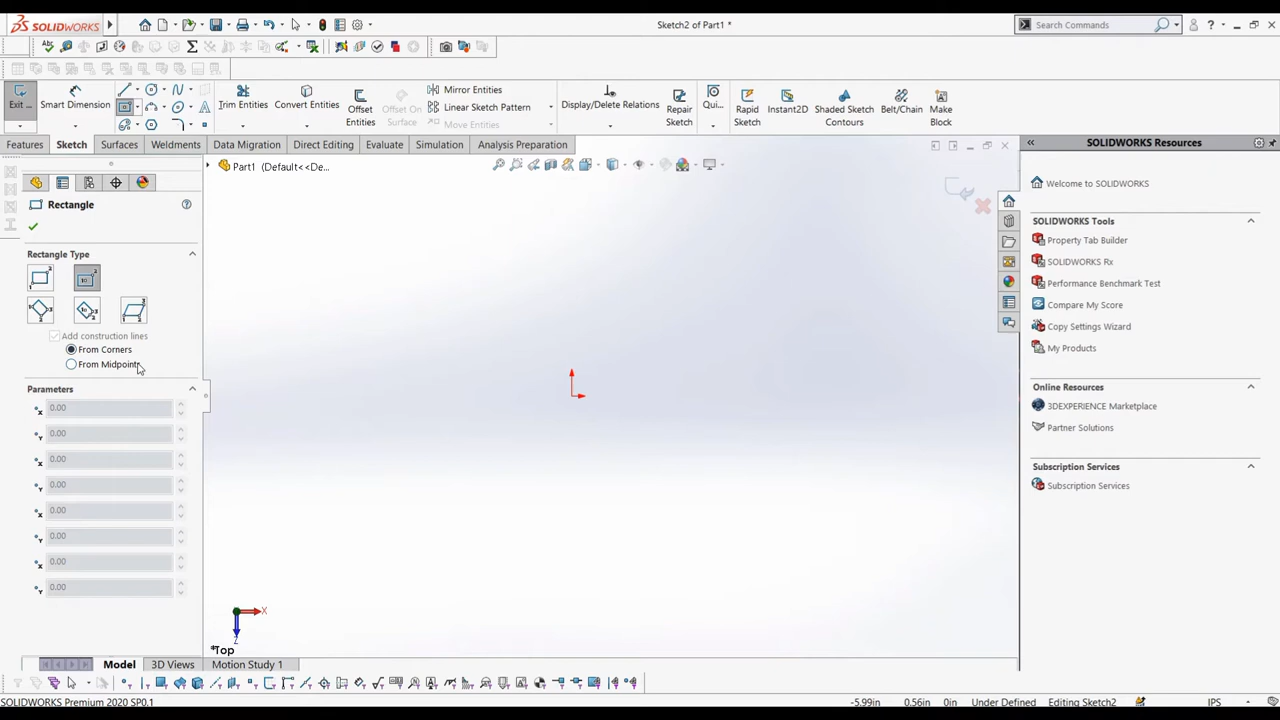 SOLIDWORKS
Sketch2 of Part1 *
Search Commands
Exit ...
Smart Dimension
Trim Entities
Convert Entities
Offset Entities
Offset On Surface
Mirror Entities
Linear Sketch Pattern
Move Entities
Display/Delete Relations
Repair Sketch
Qui...
Rapid Sketch
Instant2D
Shaded Sketch Contours
Belt/Chain
Make Block
Features
Sketch
Surfaces
Weldments
Data Migration
Direct Editing
Evaluate
Simulation
Analysis Preparation
SOLIDWORKS Resources
Part1 (Default<<De...
Rectangle
Rectangle Type
Add construction lines
From Corners
From Midpoints
Parameters
0.00
0.00
0.00
0.00
0.00
0.00
0.00
0.00
X
Z
*Top
Welcome to SOLIDWORKS
SOLIDWORKS Tools
Property Tab Builder
SOLIDWORKS Rx
Performance Benchmark Test
Compare My Score
Copy Settings Wizard
My Products
Online Resources
3DEXPERIENCE Marketplace
Partner Solutions
Subscription Services
Subscription Services
Model
3D Views
Motion Study 1
SOLIDWORKS Premium 2020 SP0.1
-5.99in
0.56in
0in
Under Defined
Editing Sketch2
IPS